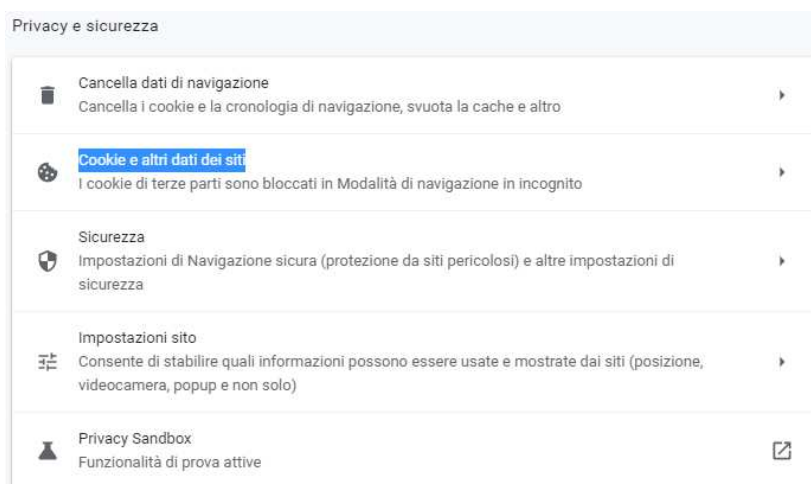 Privacy e sicurezza
Cancella dati di navigazione
Cancella i cookie e la cronologia di navigazione, svuota la cache e altro
Cookie e altri dati dei siti
I cookie di terze parti sono bloccati in Modalità di navigazione in incognito
Sicurezza
Impostazioni di Navigazione sicura (protezione da siti pericolosi) e altre impostazioni di
sicurezza
Impostazioni sito
Consente di stabilire quali informazioni possono essere usate e mostrate dai siti (posizione,
videocamera, popup e non solo)
Privacy Sandbox
Funzionalità di prova attive